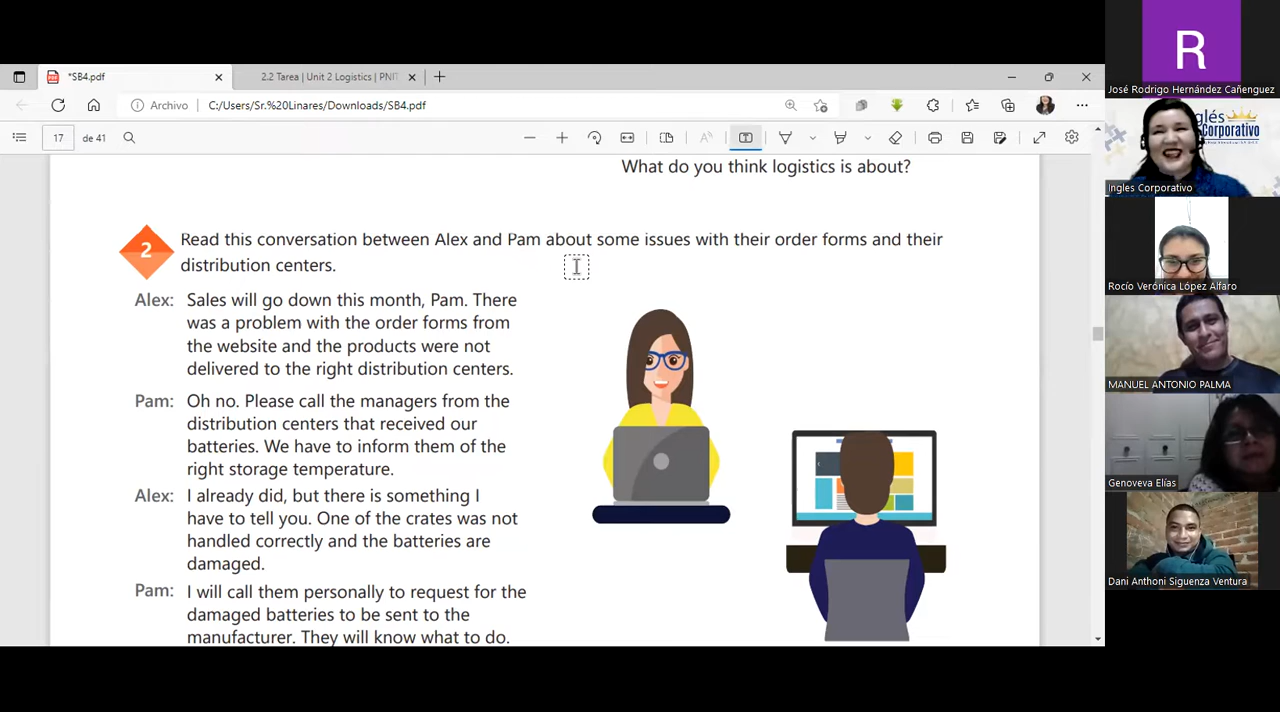 *SB4.pdf
2.2 Tarea | Unit 2 Logistics | PNIT
Archivo
C:/Users/Sr.%20Linares/Downloads/SB4.pdf
17
de 41
What do you think logistics is about?
2
Read this conversation between Alex and Pam about some issues with their order forms and their
distribution centers.
Alex: Sales will go down this month, Pam. There
was a problem with the order forms from
the website and the products were not
delivered to the right distribution centers.
Pam: Oh no. Please call the managers from the
distribution centers that received our
batteries. We have to inform them of the
right storage temperature.
Alex: I already did, but there is something I
have to tell you. One of the crates was not
handled correctly and the batteries are
damaged.
Pam: I will call them personally to request for the
damaged batteries to be sent to the
manufacturer. They will know what to do.
R
José Rodrigo Hernández Cañenguez
glés
Corporativo
Ingles Corporativo
Rocío Verónica López Alfaro
MANUEL ANTONIO PALMA
Genoveva Elías
Dani Anthoni Siguenza Ventura